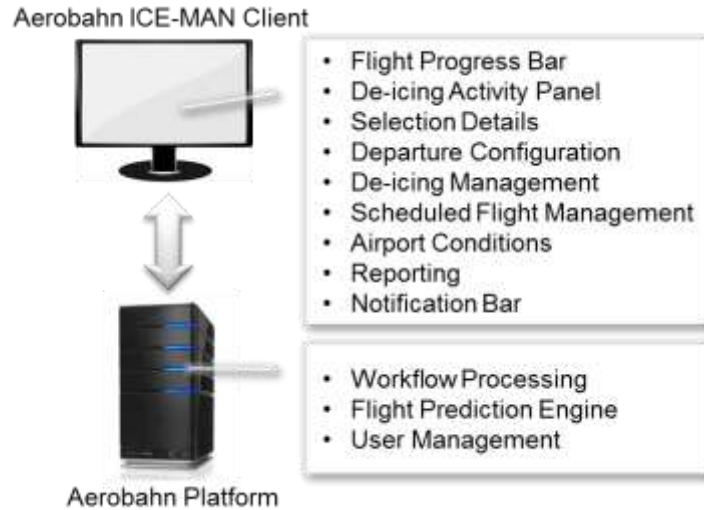 Aerobahn ICE-MAN Client
• Flight Progress Bar
• De-icing Activity Panel
• Selection Details
• Departure Configuration
• De-icing Management
• Scheduled Flight Management
• Airport Conditions
• Reporting
• Notification Bar
• Workflow Processing
• Flight Prediction Engine
• User Management
Aerobahn Platform